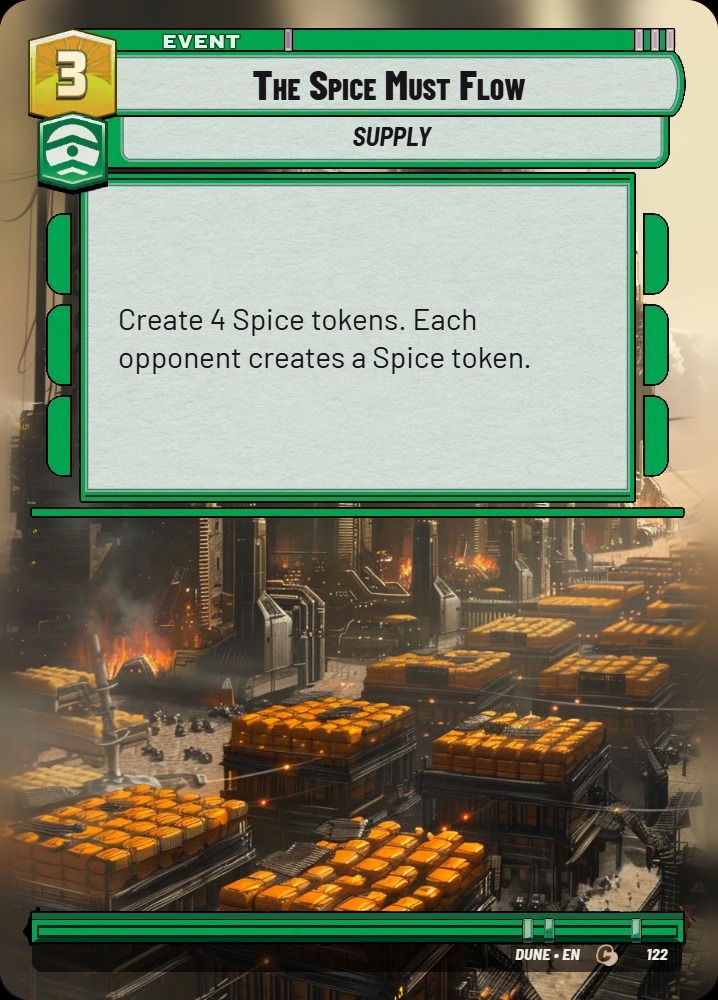 EVENT
3
The Spice Must Flow
SUPPLY
Create 4 Spice tokens. Each
opponent creates a Spice token.
DUNE • EN C 122